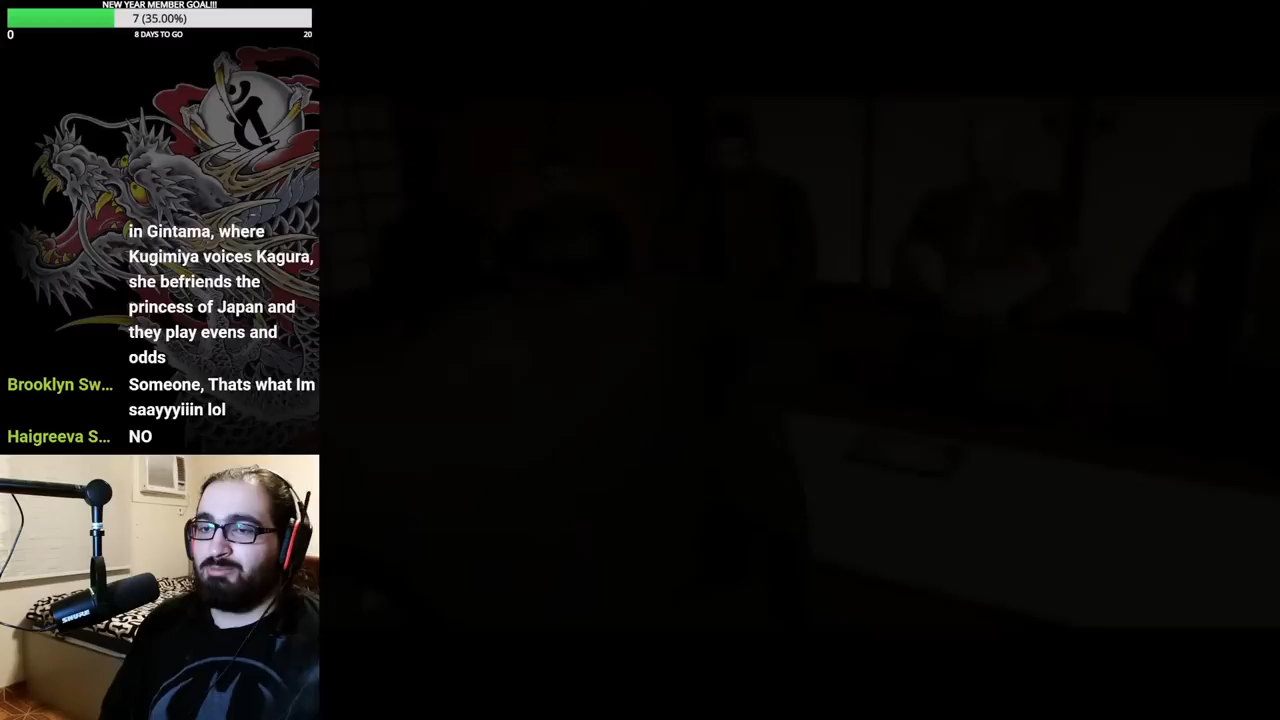 NEW YEAR MEMBER GOAL!!!
7 (35.00%)
0 8 DAYS TO GO 20
in Gintama, where
Kugimiya voices Kagura,
she befriends the
princess of Japan and
they play evens and
odds
Brooklyn Sw... Someone, Thats what Im
saayyyiiin lol
Haigreeva S... NO
SHURE